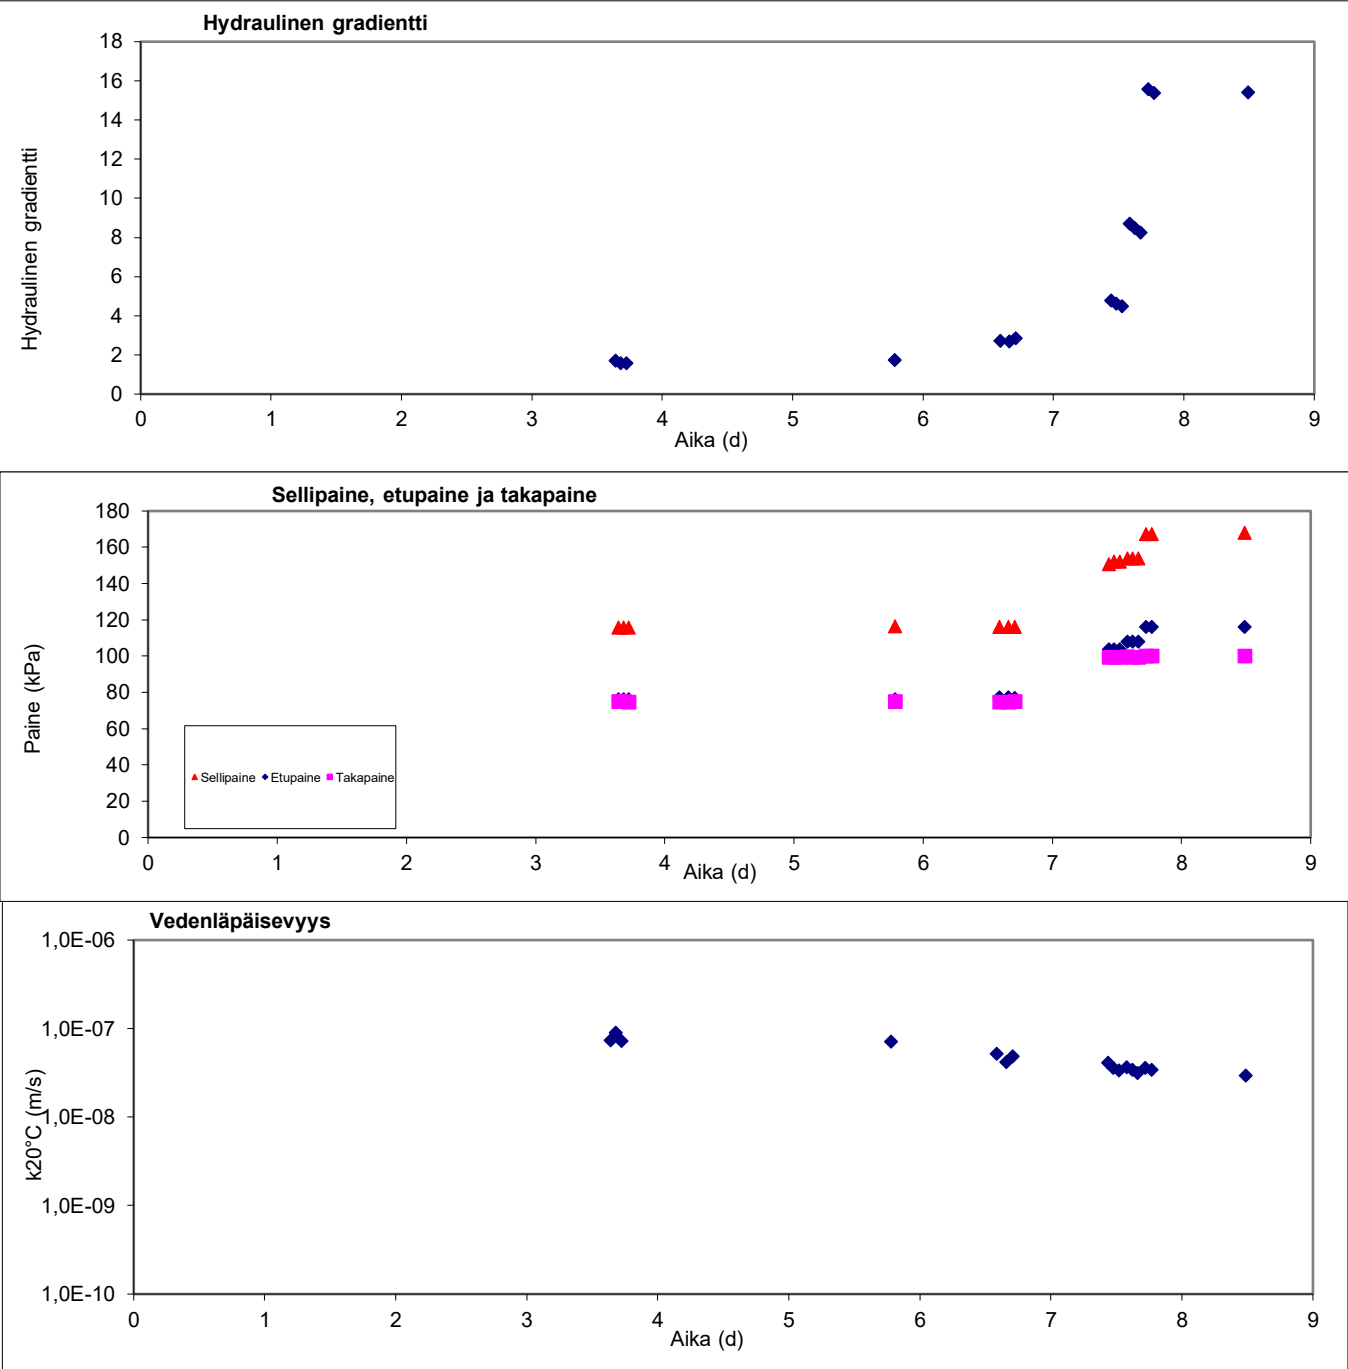 Hydraulinen gradientti
18
16
14
12
10
8
6
4
2
0
Hydraulinen gradientti
0 1 2 3 4 5 6 7 8 9
Aika (d)
Sellipaine, etupaine ja takapaine
180
160
140
120
100
80
60
40
20
0
Paine (kPa)
Sellipaine Etupaine Takapaine
0 1 2 3 4 5 6 7 8 9
Aika (d)
Vedenläpäisevyys
1,0E-06
1,0E-07
1,0E-08
1,0E-09
1,0E-10
k20°C (m/s)
0 1 2 3 4 5 6 7 8 9
Aika (d)